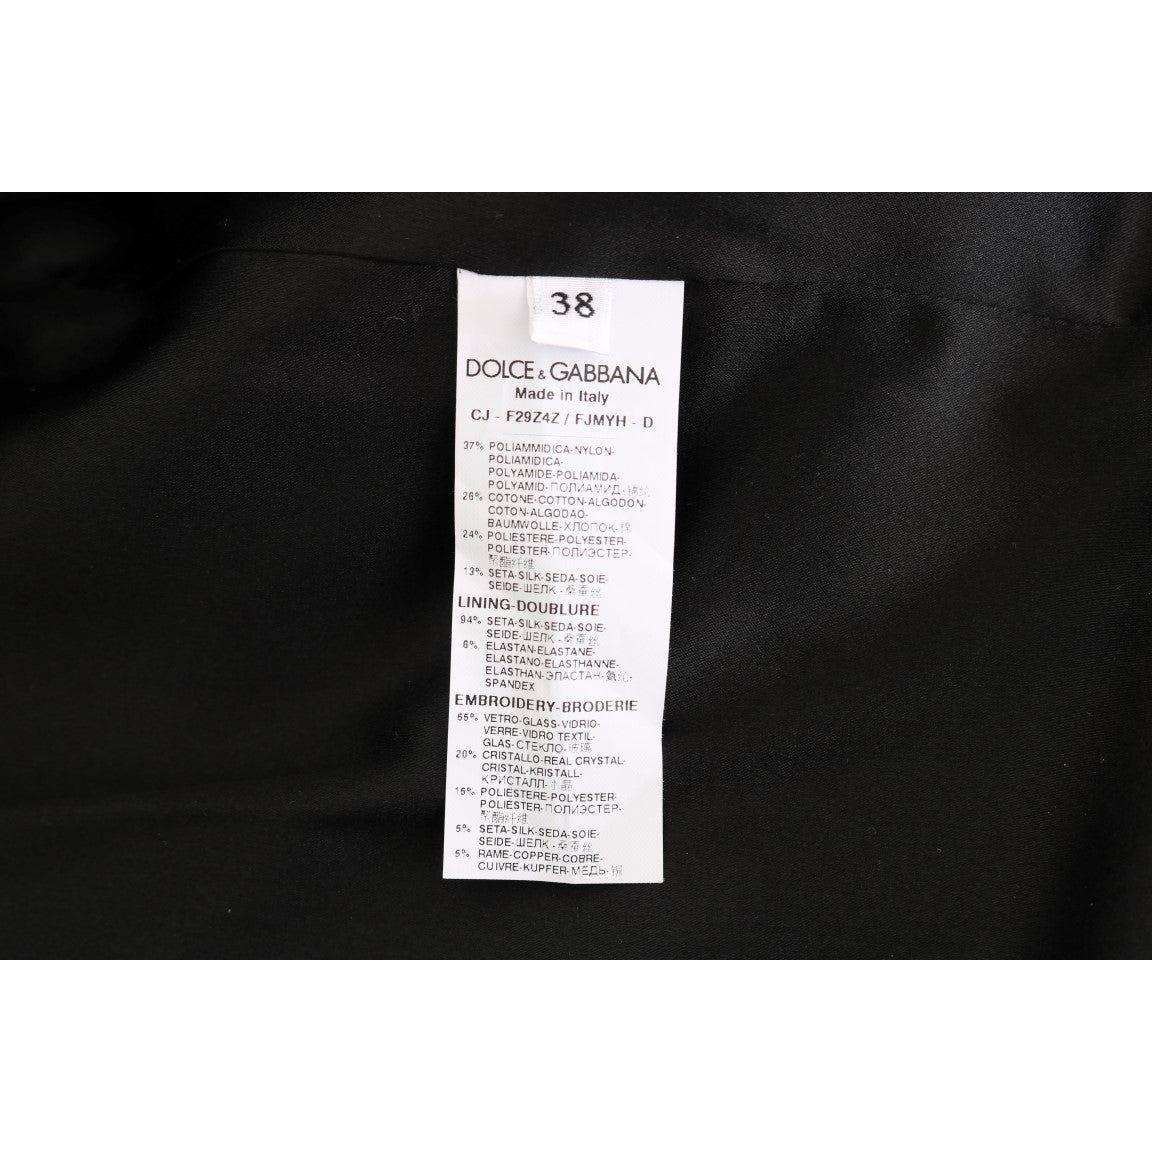 38
DOLCE & GABBANA
Made in Italy
CJ - F29Z4Z / FJMYH - D
37% POLIAMMIDICA-NYLON-
POLIAMIDICA-
POLYAMIDE-POLIAMIDA-
POLYAMID-ПОЛИАМИД-锦纶
26% COTONE-COTTON-ALGODON-
COTON-ALGODAO-
BAUMWOLLE-ХЛОПОК-棉
24% POLIESTERE-POLYESTER-
POLIESTER-ПОЛИЭСТЕР-
聚酯纤维
13% SETA-SILK-SEDA-SOIE-
SEIDE-ШЕЛК-桑蚕丝
LINING-DOUBLURE
94% SETA-SILK-SEDA-SOIE-
SEIDE-ШЕЛК-桑蚕丝
6% ELASTAN-ELASTANE-
ELASTANO-ELASTHANNE-
ELASTHAN-ЭЛАСТАН-氨纶-
SPANDEX
EMBROIDERY-BRODERIE
55% VETRO-GLASS-VIDRIO-
VERRE-VIDRO TEXTIL-
GLAS-СТЕКЛО-玻璃
20% CRISTALLO-REAL CRYSTAL-
CRISTAL-KRISTALL-
КРИСТАЛЛ-水晶
15% POLIESTERE-POLYESTER-
POLIESTER-ПОЛИЭСТЕР-
聚酯纤维
5% SETA-SILK-SEDA-SOIE-
SEIDE-ШЕЛК-桑蚕丝
5% RAME-COPPER-COBRE-
CUIVRE-KUPFER-МЕДЬ-铜